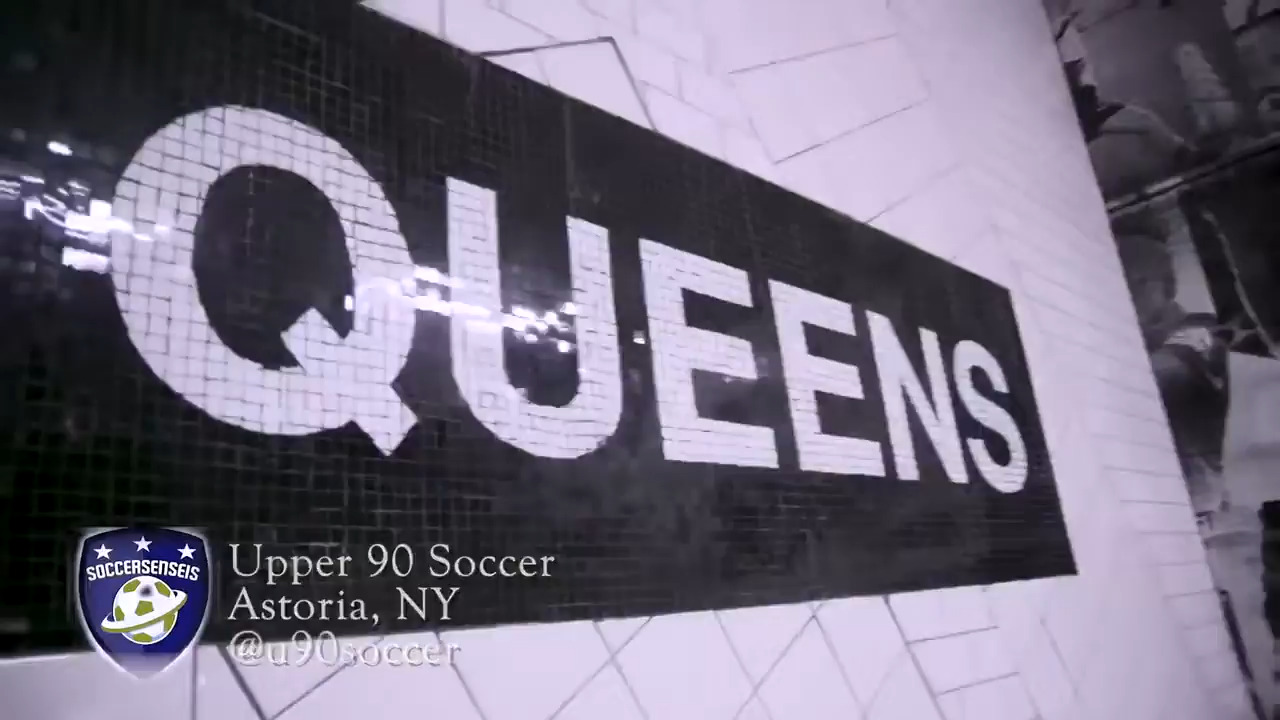 QUEENS
SOCCERSENSEIS
Upper 90 Soccer
Astoria, NY
@u90soccer